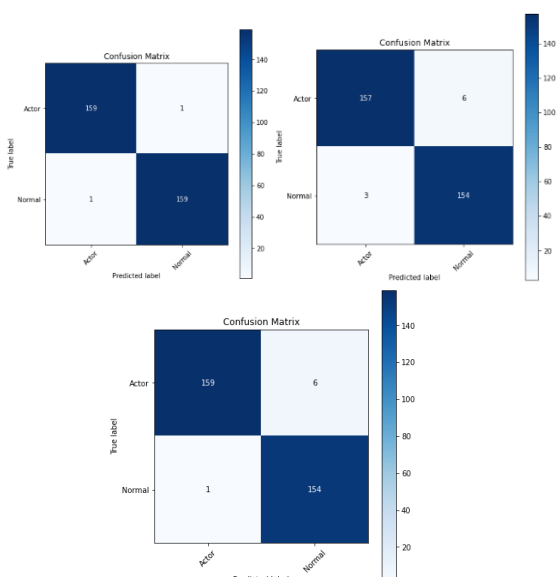 Confusion Matrix
Actor
159
1
Normal
1
159
True label
Actor
Normal
Predicted label
140
120
100
80
60
40
20
Confusion Matrix
Actor
157
6
Normal
3
154
True label
Actor
Normal
Predicted label
140
120
100
80
60
40
20
Confusion Matrix
Actor
159
6
Normal
1
154
True label
Actor
Normal
140
120
100
80
60
40
20